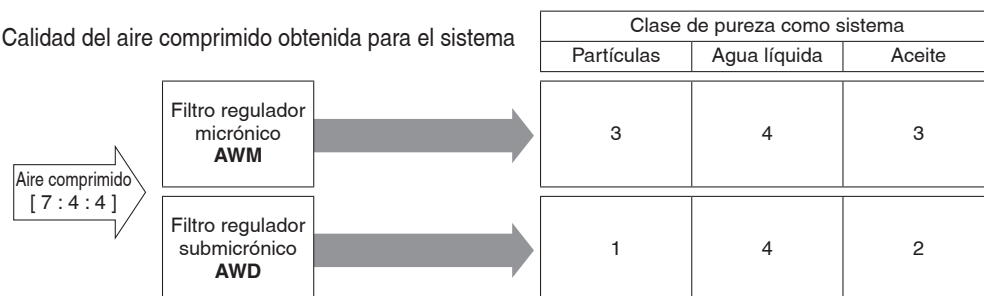 Calidad del aire comprimido obtenida para el sistema
Clase de pureza como sistema
Partículas Agua líquida Aceite
Aire comprimido
[ 7 : 4 : 4 ]
Filtro regulador
micrónico
AWM
3 4 3
Filtro regulador
submicrónico
AWD
1 4 2